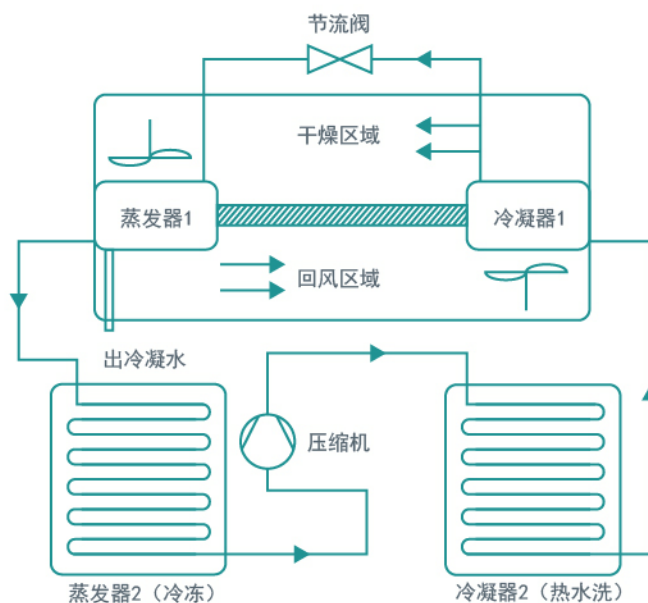 节流阀
干燥区域
蒸发器1
冷凝器1
回风区域
出冷凝水
压缩机
蒸发器2（冷冻）
冷凝器2（热水洗）